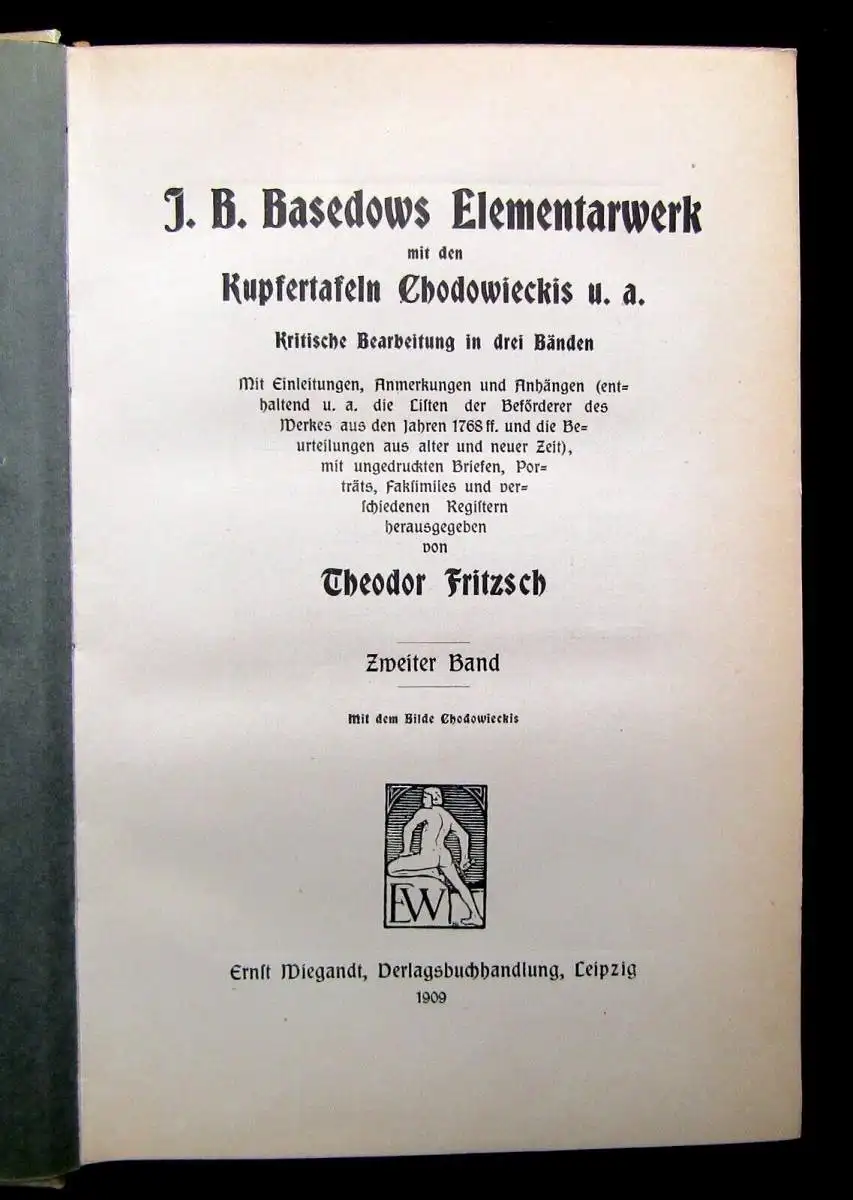 J. B. Basedows Elementarwerk
mit den
Kupfertafeln Chodowieckis u. a.
Kritische Bearbeitung in drei Bänden
Mit Einleitungen, Anmerkungen und Anhängen (ent=
haltend u. a. die Liſten der Beförderer des
Werkes aus den Jahren 1768 ff. und die Be=
urteilungen aus alter und neuer Zeit),
mit ungedruckten Briefen, Por=
träts, Fakſimiles und ver=
ſchiedenen Regiſtern
herausgegeben
von
Theodor Fritzsch
Zweiter Band
Mit dem Bilde Chodowieckis
EW
Ernſt Wiegandt, Verlagsbuchhandlung, Leipzig
1909